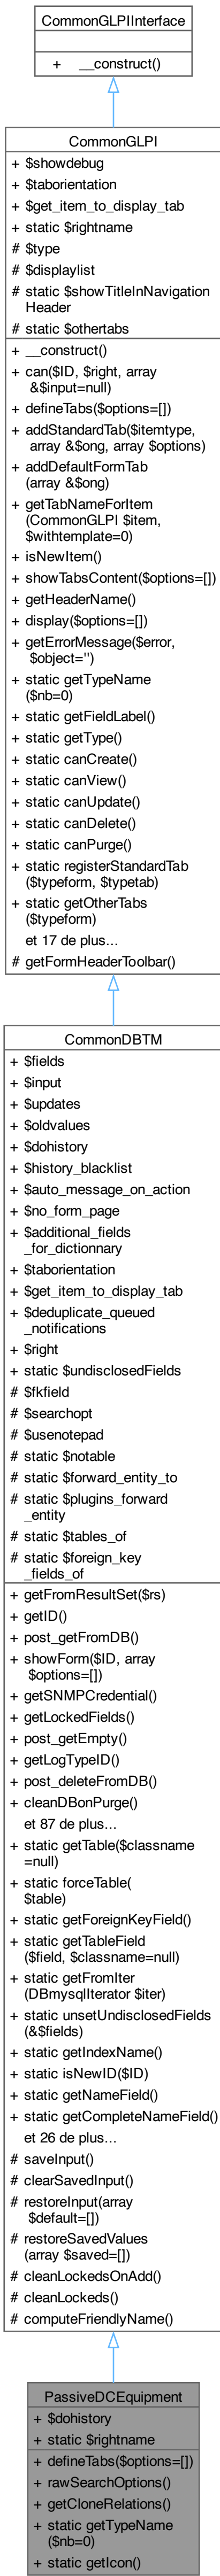 CommonGLPIInterface
+ __construct()
CommonGLPI
+ $showdebug
+ $taborientation
+ $get_item_to_display_tab
+ static $rightname
# $type
# $displaylist
# static $showTitleInNavigation
Header
# static $othertabs
+ __construct()
+ can($ID, $right, array
&$input=null)
+ defineTabs($options=[])
+ addStandardTab($itemtype,
array &$ong, array $options)
+ addDefaultFormTab
(array &$ong)
+ getTabNameForItem
(CommonGLPI $item,
$withtemplate=0)
+ isNewItem()
+ showTabsContent($options=[])
+ getHeaderName()
+ display($options=[])
+ getErrorMessage($error,
$object='')
+ static getTypeName
($nb=0)
+ static getFieldLabel()
+ static getType()
+ static canCreate()
+ static canView()
+ static canUpdate()
+ static canDelete()
+ static canPurge()
+ static registerStandardTab
($typeform, $typetab)
+ static getOtherTabs
($typeform)
et 17 de plus...
# getFormHeaderToolbar()
CommonDBTM
+ $fields
+ $input
+ $updates
+ $oldvalues
+ $dohistory
+ $history_blacklist
+ $auto_message_on_action
+ $no_form_page
+ $additional_fields
_for_dictionnary
+ $taborientation
+ $get_item_to_display_tab
+ $deduplicate_queued
_notifications
+ $right
+ static $undisclosedFields
# $fkfield
# $searchopt
# $usenotepad
# static $notable
# static $forward_entity_to
# static $plugins_forward
_entity
# static $tables_of
# static $foreign_key
_fields_of
+ getFromResultSet($rs)
+ getID()
+ post_getFromDB()
+ showForm($ID, array
$options=[])
+ getSNMPCredential()
+ getLockedFields()
+ post_getEmpty()
+ getLogTypeID()
+ post_deleteFromDB()
+ cleanDBonPurge()
et 87 de plus...
+ static getTable($classname
=null)
+ static forceTable(
$table)
+ static getForeignKeyField()
+ static getTableField
($field, $classname=null)
+ static getFromIter
(DBmysqlIterator $iter)
+ static unsetUndisclosedFields
(&$fields)
+ static getIndexName()
+ static isNewID($ID)
+ static getNameField()
+ static getCompleteNameField()
et 26 de plus...
# saveInput()
# clearSavedInput()
# restoreInput(array
$default=[])
# restoreSavedValues
(array $saved=[])
# cleanLockedsOnAdd()
# cleanLockeds()
# computeFriendlyName()
PassiveDCEquipment
+ $dohistory
+ static $rightname
+ defineTabs($options=[])
+ rawSearchOptions()
+ getCloneRelations()
+ static getTypeName
($nb=0)
+ static getIcon()